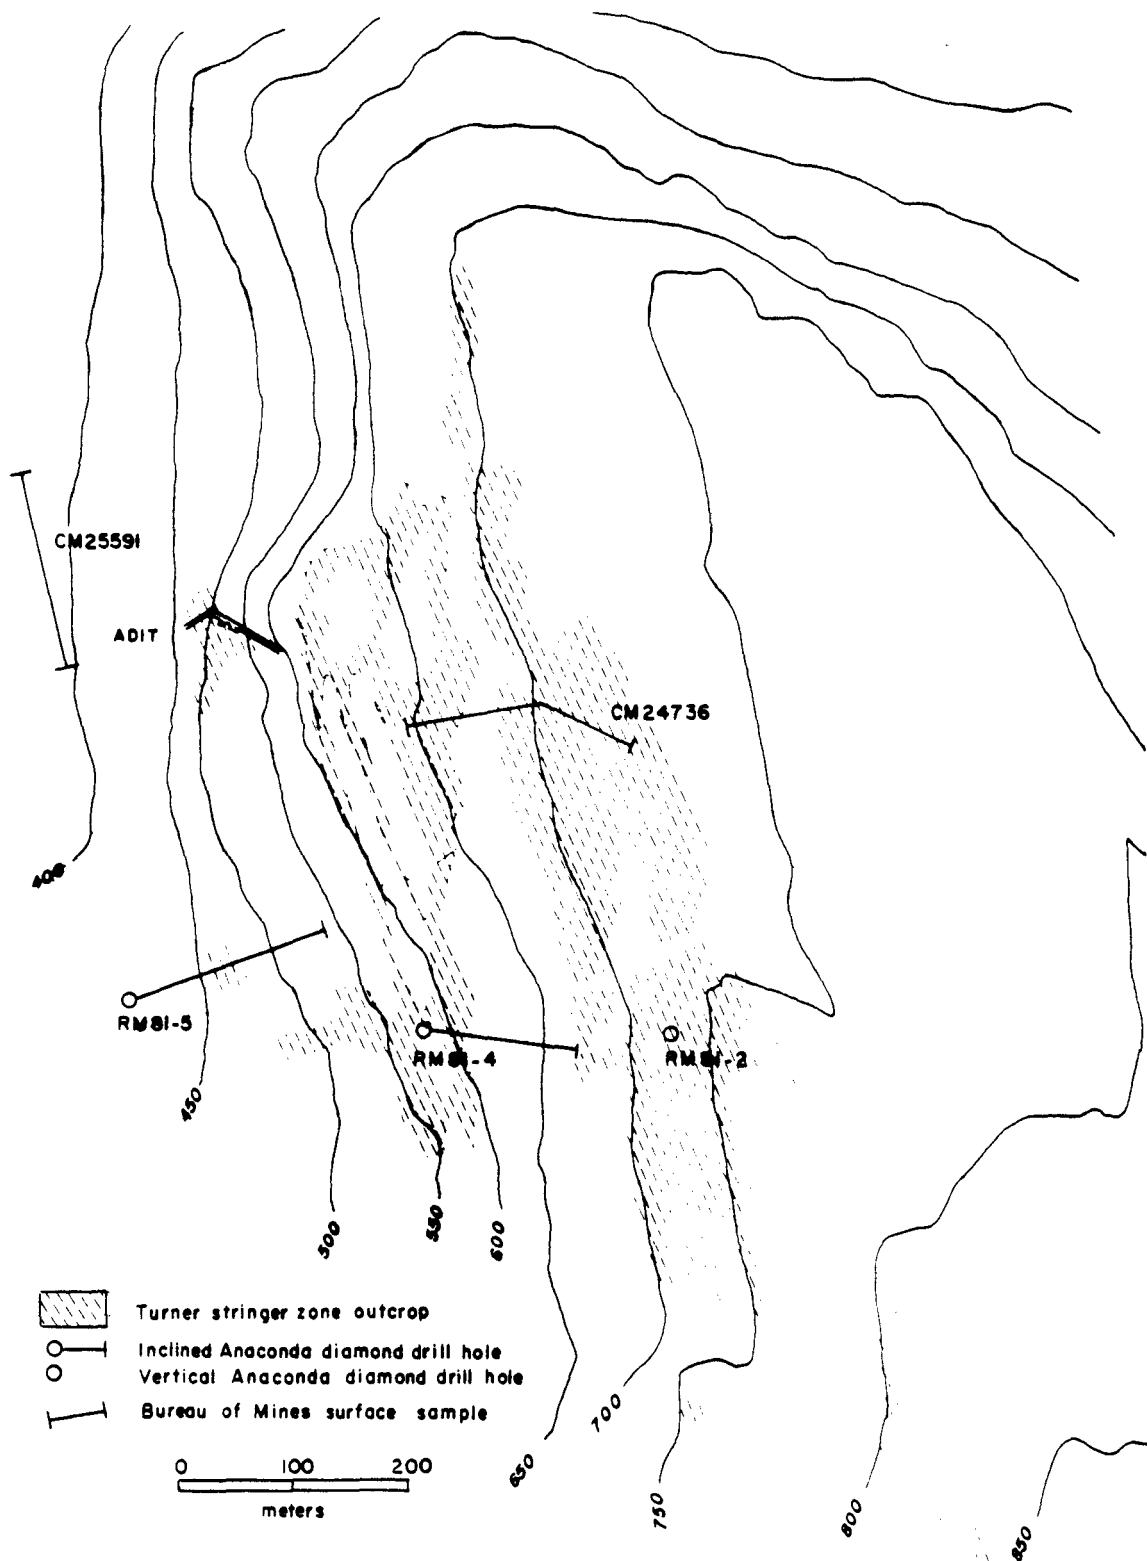 CM25591
ADIT
CM24736
400
RM81-5
RM81-4
RM81-2
450
500
550
600
650
700
750
800
850
Turner stringer zone outcrop
Inclined Anaconda diamond drill hole
Vertical Anaconda diamond drill hole
Bureau of Mines surface sample
0 100 200
meters